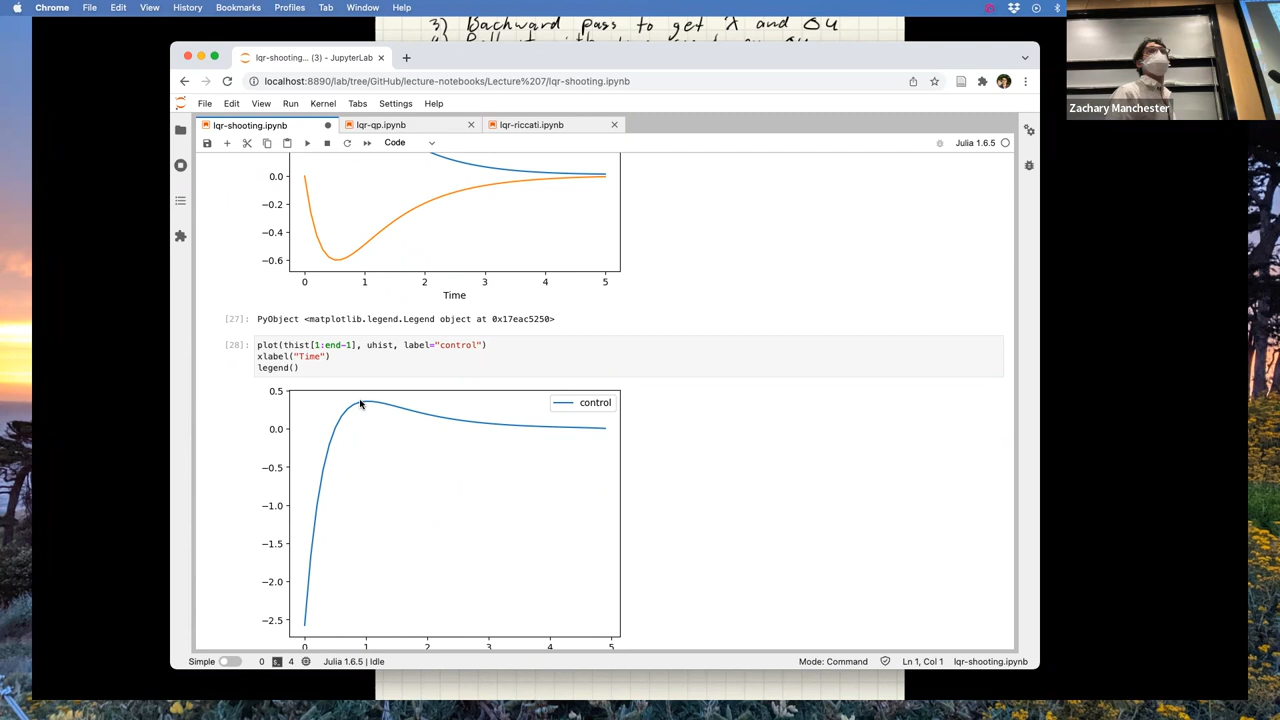 Chrome File Edit View History Bookmarks Profiles Tab Window Help
3) Backward pass to get λ and ΔU
lqr-shooting... (3) - JupyterLab
localhost:8890/lab/tree/GitHub/lecture-notebooks/Lecture%207/lqr-shooting.ipynb
Zachary Manchester
File Edit View Run Kernel Tabs Settings Help
lqr-shooting.ipynb lqr-qp.ipynb lqr-riccati.ipynb
Code Julia 1.6.5
0.0
−0.2
−0.4
−0.6
0 1 2 3 4 5
Time
[27]: PyObject <matplotlib.legend.Legend object at 0x17eac5250>
[28]: plot(thist[1:end-1], uhist, label="control")
xlabel("Time")
legend()
0.5
control
0.0
−0.5
−1.0
−1.5
−2.0
−2.5
0 1 2 3 4 5
Simple 0 4 Julia 1.6.5 | Idle Mode: Command Ln 1, Col 1 lqr-shooting.ipynb